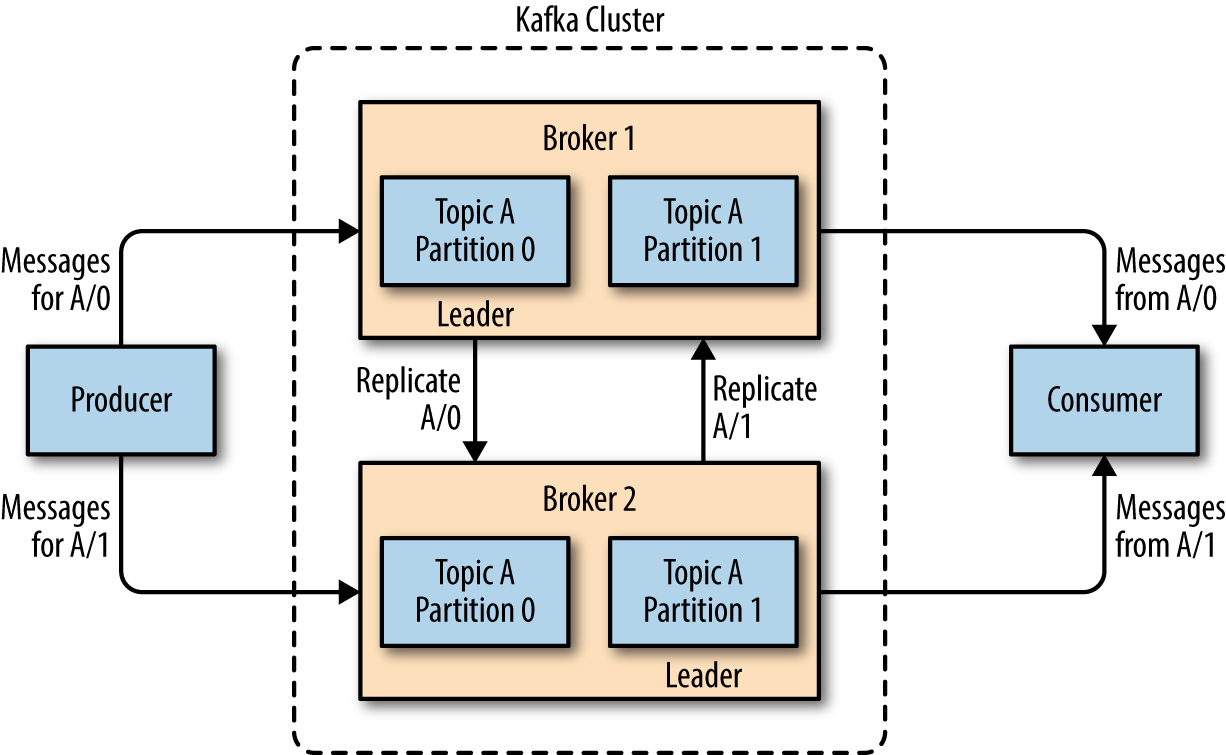 Kafka Cluster
Broker 1
Topic A
Partition 0
Topic A
Partition 1
Leader
Messages
for A/0
Messages
from A/0
Producer
Replicate
A/0
Replicate
A/1
Consumer
Broker 2
Messages
for A/1
Messages
from A/1
Topic A
Partition 0
Topic A
Partition 1
Leader